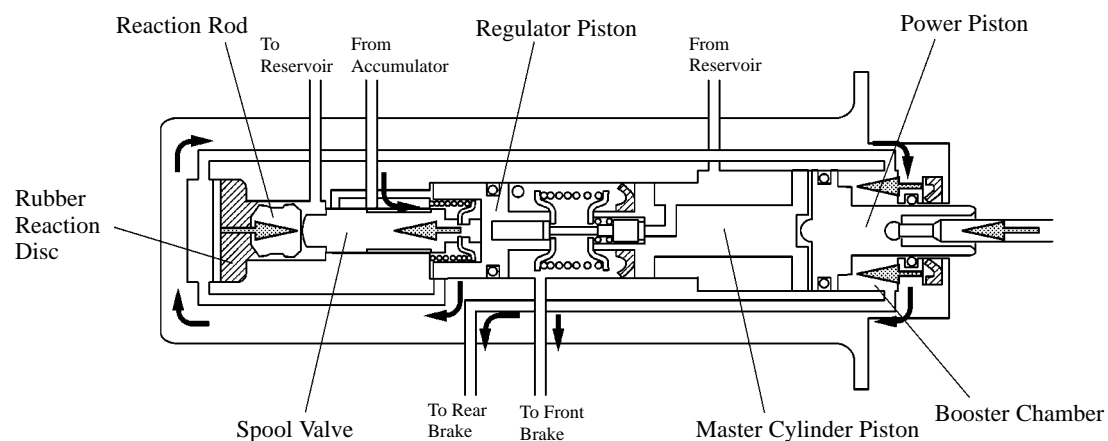 Reaction Rod
To
Reservoir
From
Accumulator
Regulator Piston
From
Reservoir
Power Piston
Rubber
Reaction
Disc
Spool Valve
To Rear
Brake
To Front
Brake
Master Cylinder Piston
Booster Chamber